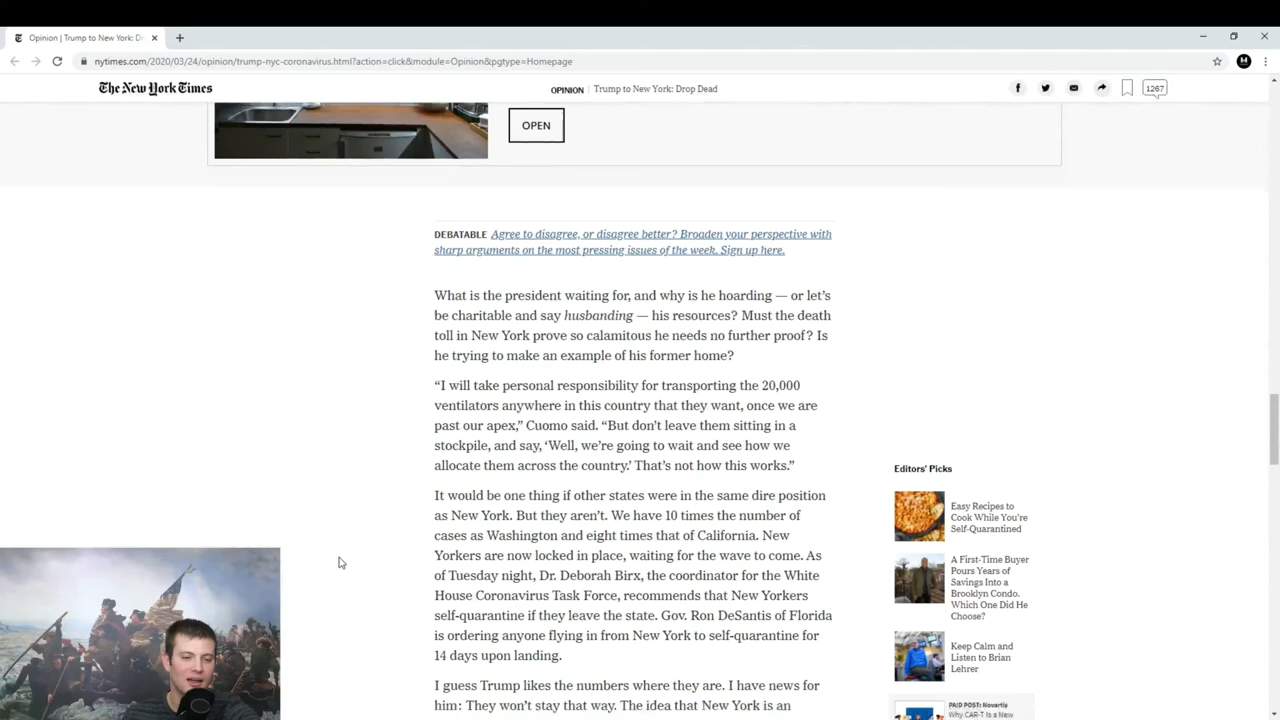 Opinion | Trump to New York: D
nytimes.com/2020/03/24/opinion/trump-nyc-coronavirus.html?action=click&module=Opinion&pgtype=Homepage
M
The New York Times
OPINION | Trump to New York: Drop Dead
1267
OPEN
DEBATABLE Agree to disagree, or disagree better? Broaden your perspective with
sharp arguments on the most pressing issues of the week. Sign up here.
What is the president waiting for, and why is he hoarding — or let’s
be charitable and say husbanding — his resources? Must the death
toll in New York prove so calamitous he needs no further proof? Is
he trying to make an example of his former home?
“I will take personal responsibility for transporting the 20,000
ventilators anywhere in this country that they want, once we are
past our apex,” Cuomo said. “But don’t leave them sitting in a
stockpile, and say, ‘Well, we’re going to wait and see how we
allocate them across the country.’ That’s not how this works.”
It would be one thing if other states were in the same dire position
as New York. But they aren’t. We have 10 times the number of
cases as Washington and eight times that of California. New
Yorkers are now locked in place, waiting for the wave to come. As
of Tuesday night, Dr. Deborah Birx, the coordinator for the White
House Coronavirus Task Force, recommends that New Yorkers
self-quarantine if they leave the state. Gov. Ron DeSantis of Florida
is ordering anyone flying in from New York to self-quarantine for
14 days upon landing.
I guess Trump likes the numbers where they are. I have news for
him: They won’t stay that way. The idea that New York is an
Editors’ Picks
Easy Recipes to
Cook While You’re
Self-Quarantined
A First-Time Buyer
Pours Years of
Savings Into a
Brooklyn Condo.
Which One Did He
Choose?
Keep Calm and
Listen to Brian
Lehrer
PAID POST: Novartis
Why CAR-T Is a New